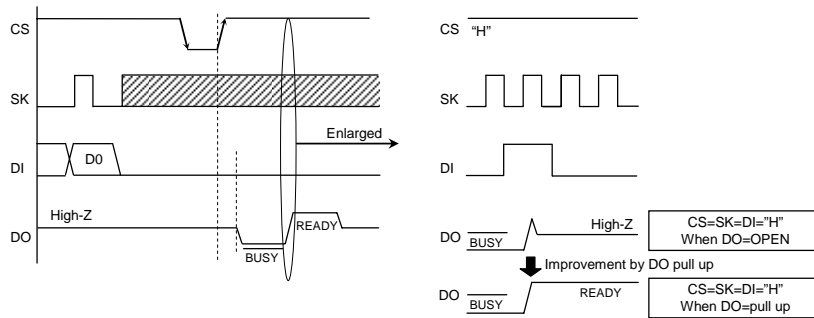 CS
SK
DI
D0
High-Z
DO
BUSY
READY
Enlarged
CS
“H”
SK
DI
DO
BUSY
High-Z
CS=SK=DI=”H”
When DO=OPEN
Improvement by DO pull up
DO
BUSY
READY
CS=SK=DI=”H”
When DO=pull up